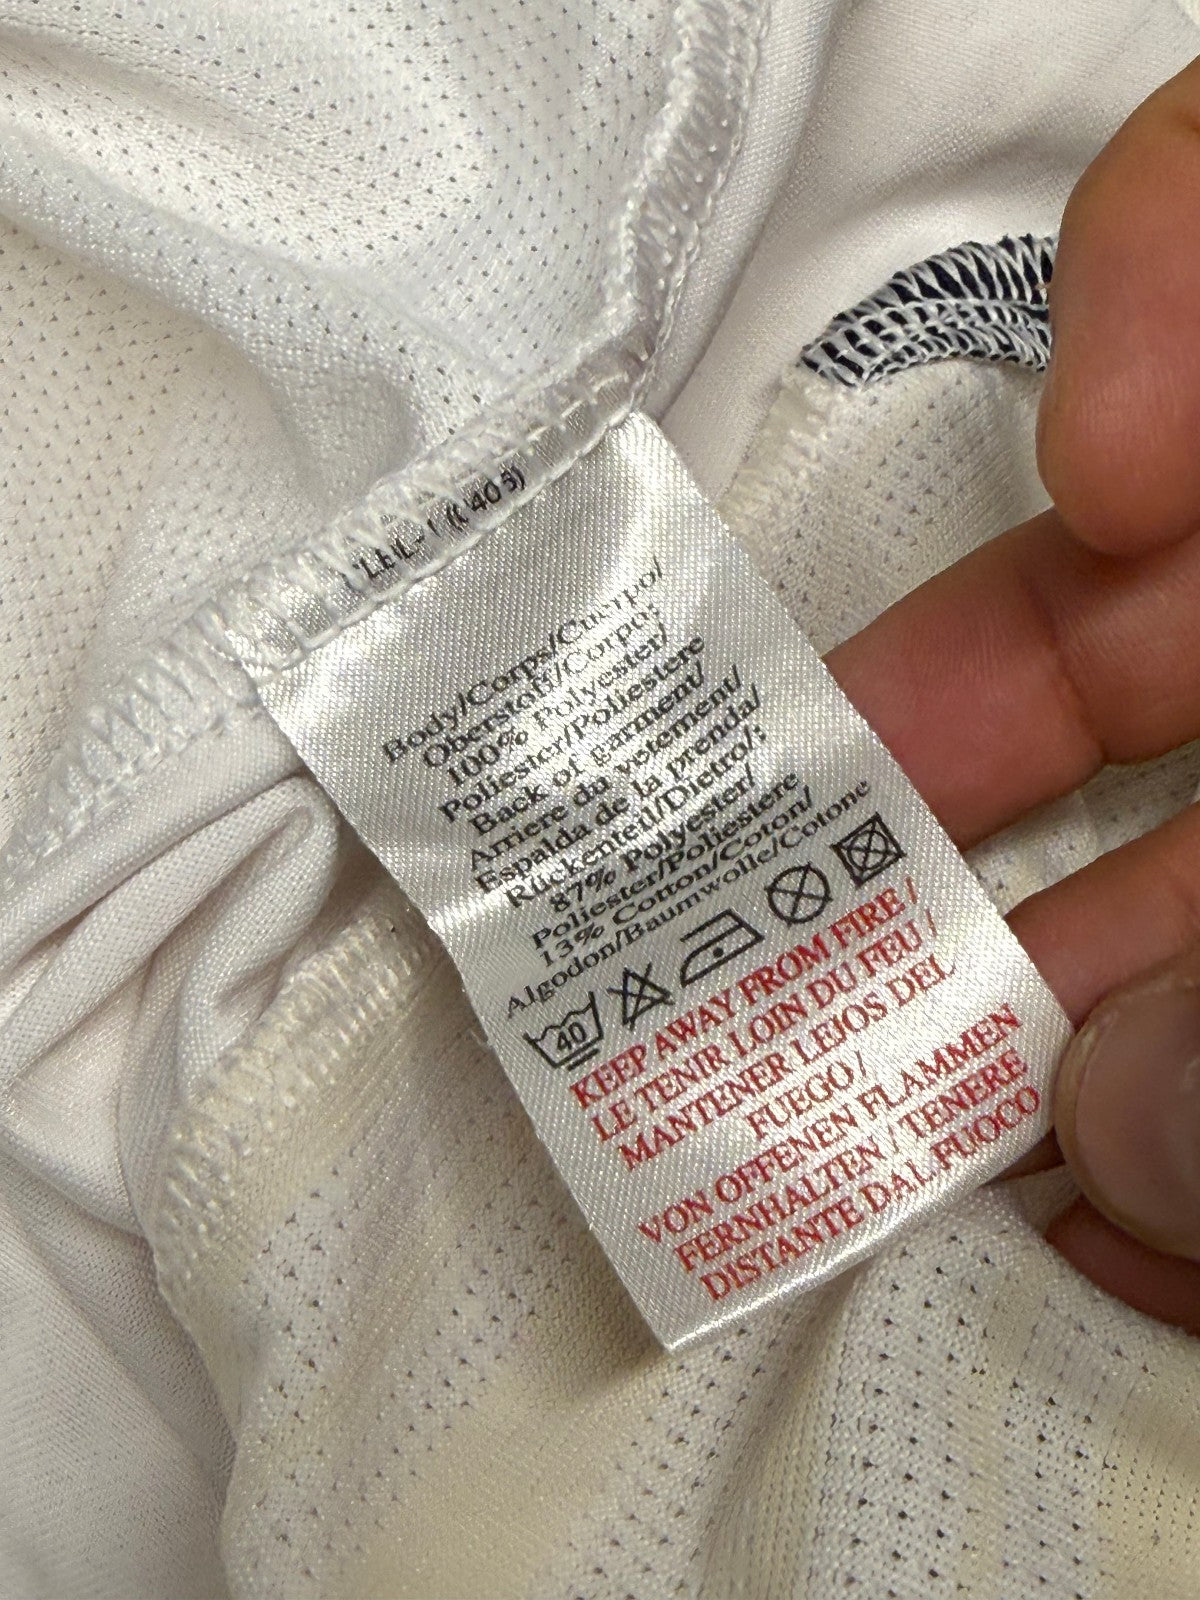 Body/Corps/Cuerpo/
Oberstoff/Corpo:
100% Polyester/
Poliester/Poliestere
Back of garment/
Arriere du vetement/
Espalda de la prenda/
Rückenteil/Dietro/:
87% Polyester/
Poliester/Poliestere
13% Cotton/Coton/
Algodon/Baumwolle/Cotone
40
KEEP AWAY FROM FIRE /
LE TENIR LOIN DU FEU /
MANTENER LEJOS DEL
FUEGO /
VON OFFENEN FLAMMEN
FERNHALTEN / TENERE
DISTANTE DAL FUOCO